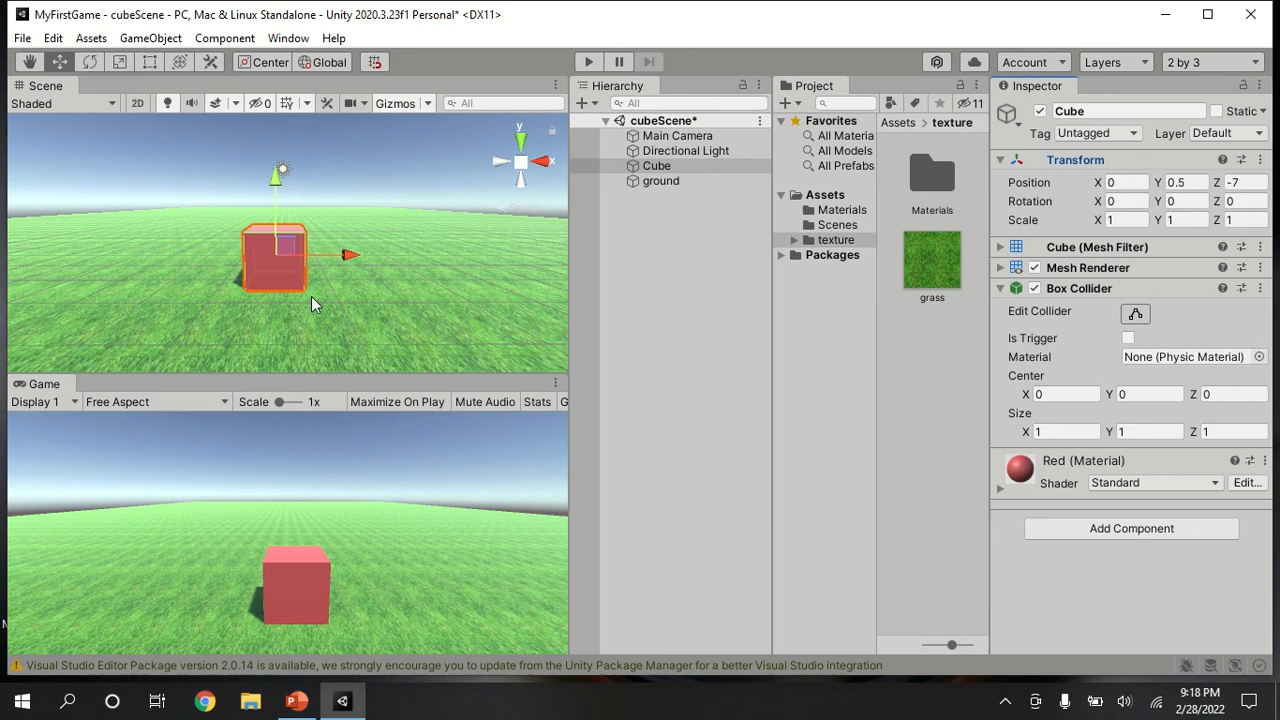 MyFirstGame - cubeScene - PC, Mac & Linux Standalone - Unity 2020.3.23f1 Personal* <DX11>
File Edit Assets GameObject Component Window Help
Center Global Account Layers 2 by 3
Scene
Shaded 2D 0 Gizmos All
y
x
Game
Display 1 Free Aspect Scale 1x Maximize On Play Mute Audio Stats G
Hierarchy
All
cubeScene*
Main Camera
Directional Light
Cube
ground
Project
11
Favorites
All Materia
All Models
All Prefabs
Assets
Materials
Scenes
texture
Packages
Assets texture
Materials
grass
Inspector
Cube Static
Tag Untagged Layer Default
Transform
Position X 0 Y 0.5 Z -7
Rotation X 0 Y 0 Z 0
Scale X 1 Y 1 Z 1
Cube (Mesh Filter)
Mesh Renderer
Box Collider
Edit Collider
Is Trigger
Material None (Physic Material)
Center
X 0 Y 0 Z 0
Size
X 1 Y 1 Z 1
Red (Material)
Shader Standard Edit...
Add Component
Visual Studio Editor Package version 2.0.14 is available, we strongly encourage you to update from the Unity Package Manager for a better Visual Studio integration
9:18 PM
2/28/2022